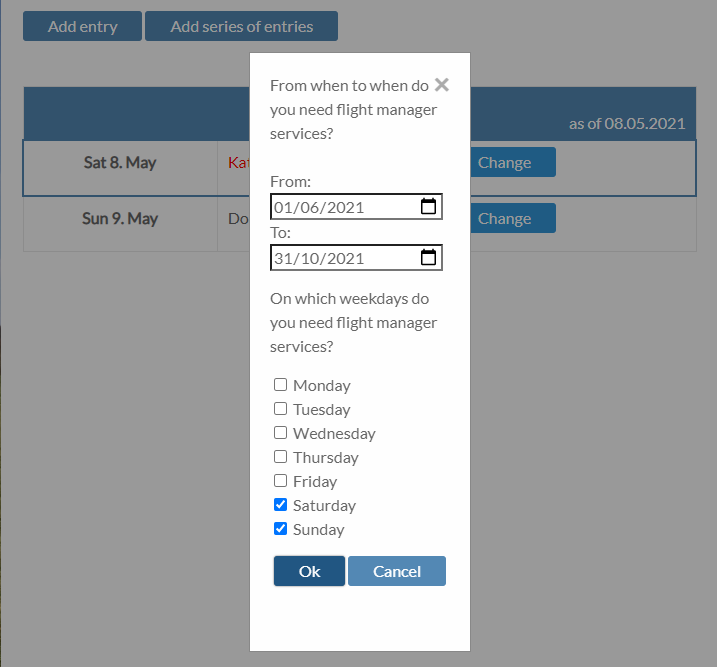 Add entry
Add series of entries
From when to when do
you need flight manager
services?
as of 08.05.2021
Sat 8. May
Change
Sun 9. May
Change
From:
01/06/2021
To:
31/10/2021
On which weekdays do
you need flight manager
services?
Monday
Tuesday
Wednesday
Thursday
Friday
Saturday
Sunday
Ok
Cancel